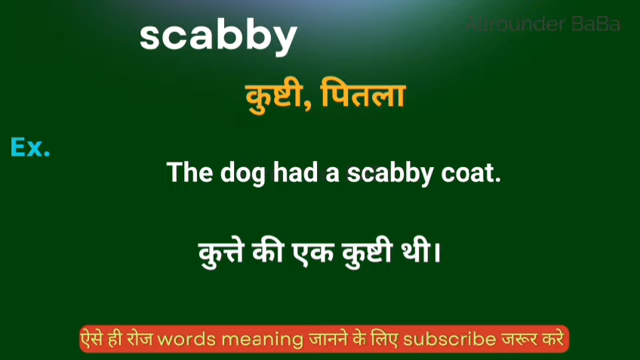 scabby
Allrounder BaBa
कुष्टी, पितला
Ex.
The dog had a scabby coat.
कुत्ते की एक कुष्टी थी।
ऐसे ही रोज words meaning जानने के लिए subscribe जरूर करे